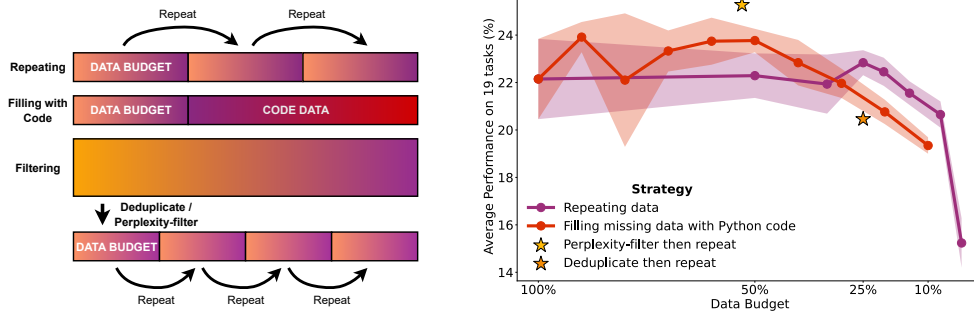 Repeat
Repeat
Repeating
DATA BUDGET
Filling with
Code
DATA BUDGET
CODE DATA
Filtering
Deduplicate /
Perplexity-filter
DATA BUDGET
Repeat
Repeat
Repeat
Average Performance on 19 tasks (%)
24
22
20
18
16
14
Strategy
Repeating data
Filling missing data with Python code
Perplexity-filter then repeat
Deduplicate then repeat
100%
50%
25%
10%
Data Budget